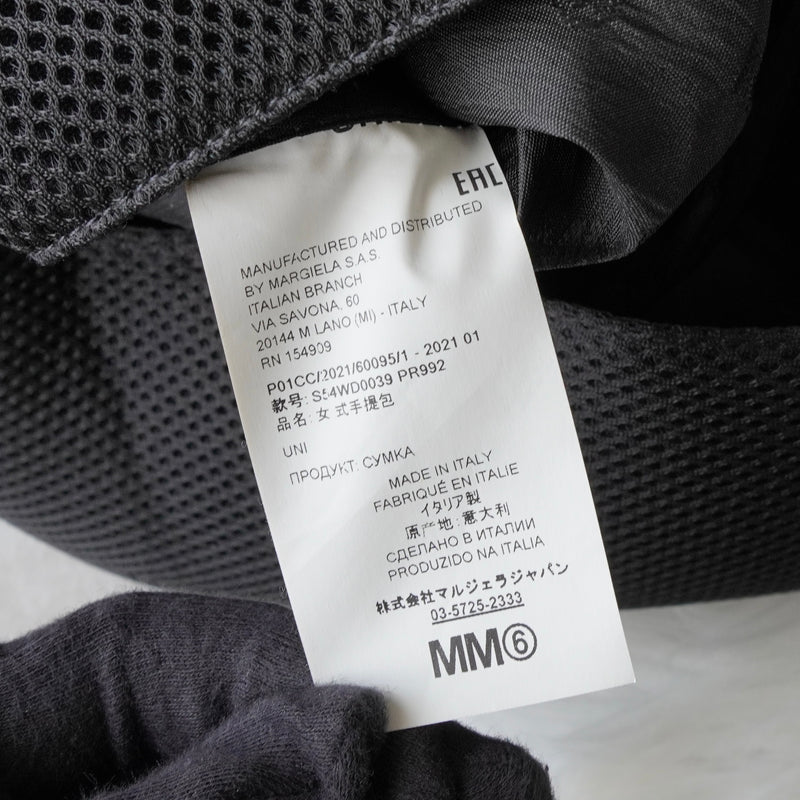 EAC
MANUFACTURED AND DISTRIBUTED
BY MARGIELA S.A.S.
ITALIAN BRANCH
VIA SAVONA, 60
20144 M LANO (MI) - ITALY
RN 154909
P01CC/2021/60095/1 - 2021 01
款号: S54WD0039 PR992
品名: 女式手提包
UNI
ПРОДУКТ: СУМКА
MADE IN ITALY
FABRIQUÉ EN ITALIE
イタリア製
原产地: 意大利
СДЕЛАНО В ИТАЛИИ
PRODUZIDO NA ITALIA
株式会社マルジェラジャパン
03-5725-2333
MM⑥